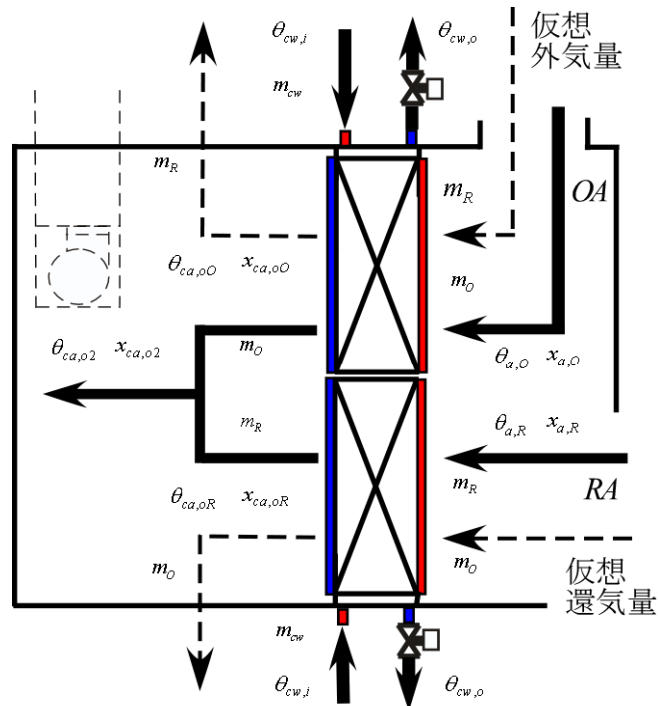 θcw,i
θcw,o
仮想
外気量
mcw
mR
mR
OA
θca,oO xca,oO
mO
θca,o2 xca,o2
mO
θa,O xa,O
mR
θa,R xa,R
θca,oR xca,oR
mR
RA
mO
mO
仮想
還気量
mcw
θcw,i
θcw,o